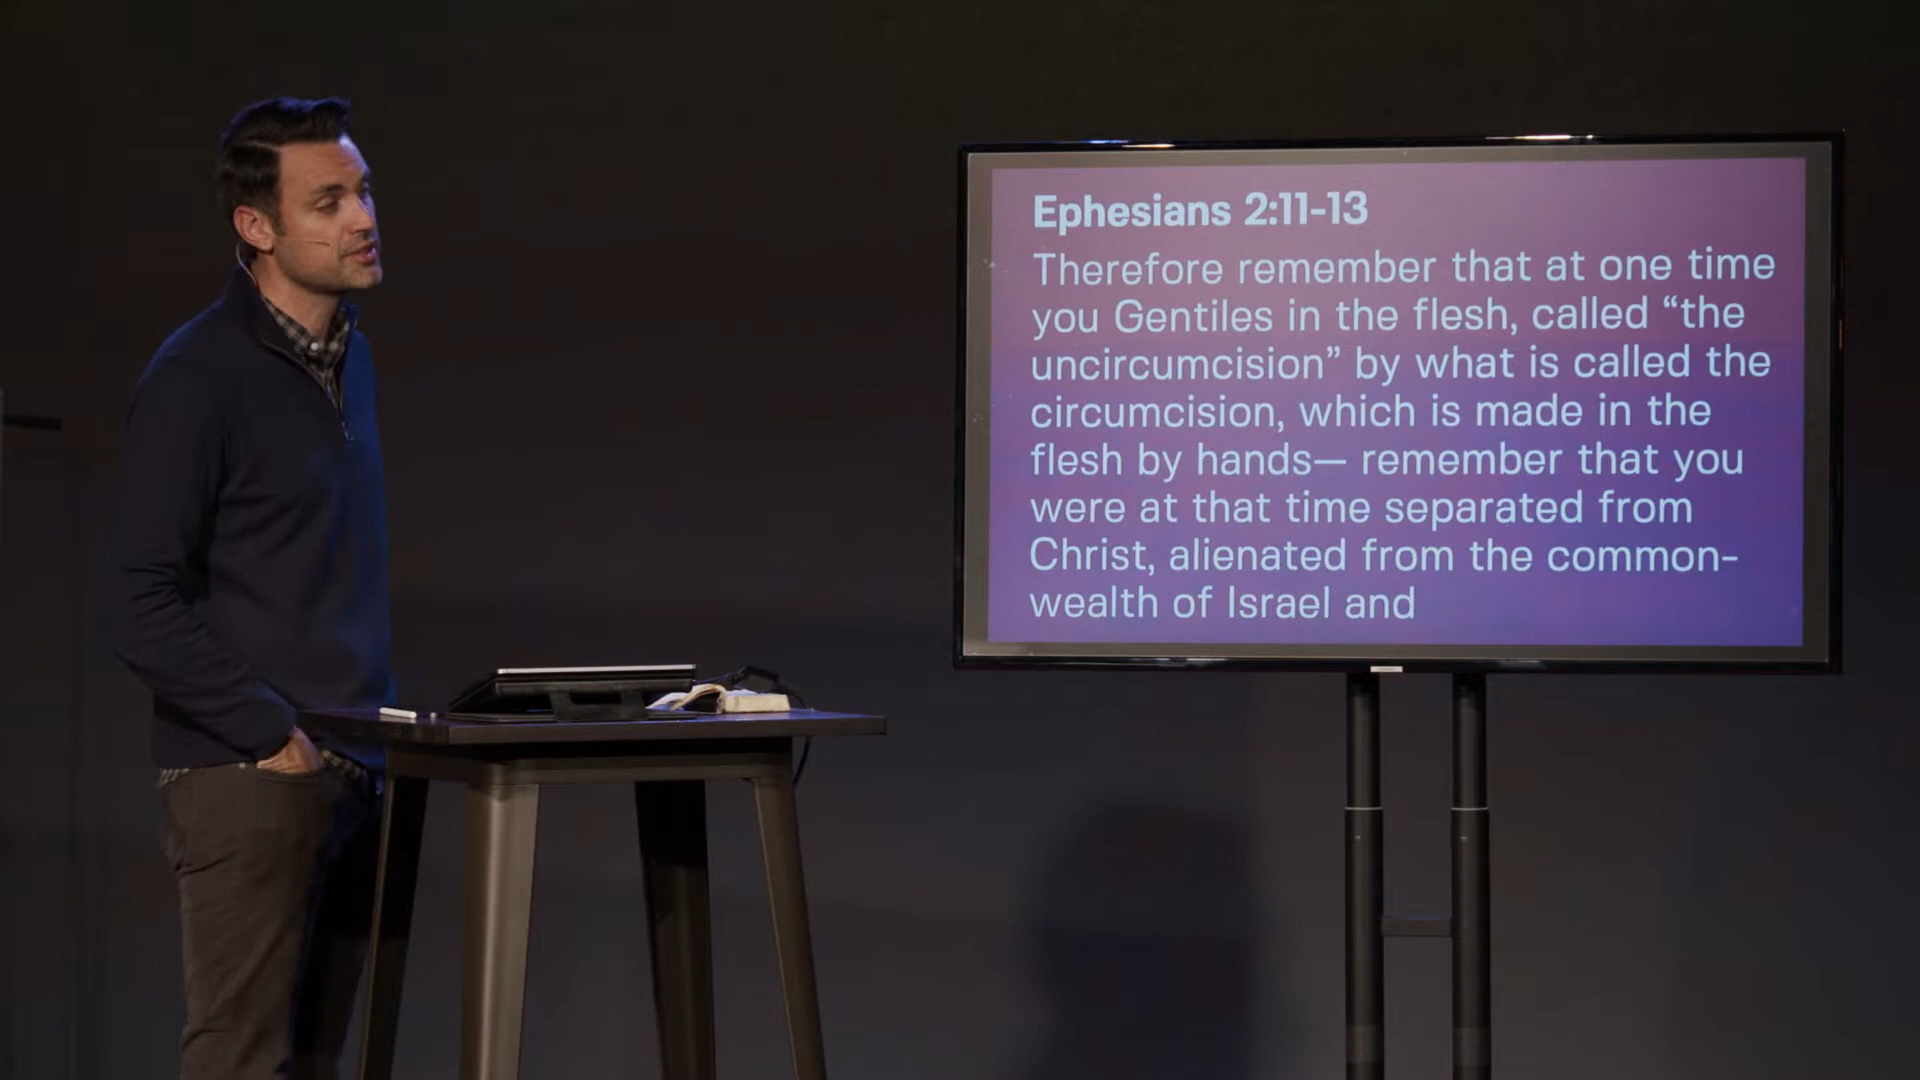 Ephesians 2:11-13
Therefore remember that at one time
you Gentiles in the flesh, called “the
uncircumcision” by what is called the
circumcision, which is made in the
flesh by hands— remember that you
were at that time separated from
Christ, alienated from the common-
wealth of Israel and